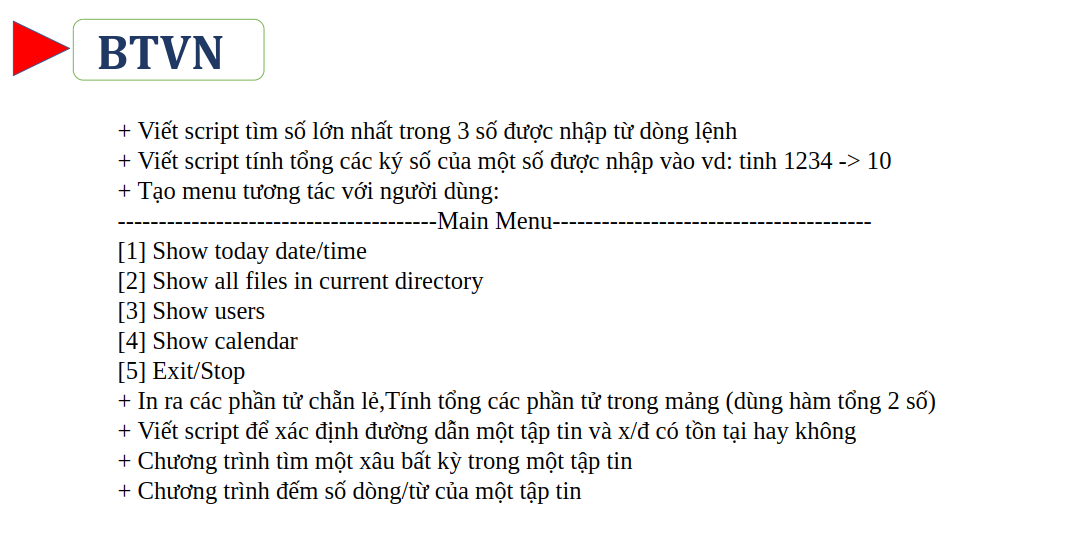 BTVN
+ Viết script tìm số lớn nhất trong 3 số được nhập từ dòng lệnh
+ Viết script tính tổng các ký số của một số được nhập vào vd: tinh 1234 -> 10
+ Tạo menu tương tác với người dùng:
---------------------------------------Main Menu---------------------------------------
[1] Show today date/time
[2] Show all files in current directory
[3] Show users
[4] Show calendar
[5] Exit/Stop
+ In ra các phần tử chẵn lẻ,Tính tổng các phần tử trong mảng (dùng hàm tổng 2 số)
+ Viết script để xác định đường dẫn một tập tin và x/đ có tồn tại hay không
+ Chương trình tìm một xâu bất kỳ trong một tập tin
+ Chương trình đếm số dòng/từ của một tập tin